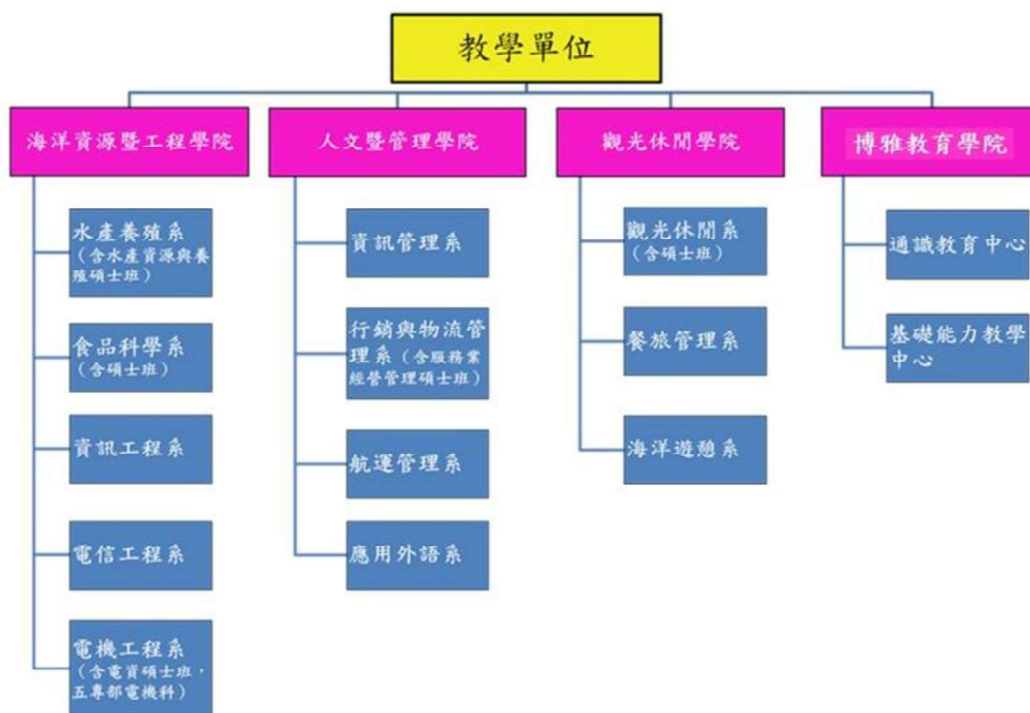 教學單位
海洋資源暨工程學院
水產養殖系
（含水產資源與養
殖碩士班）
食品科學系
（含碩士班）
資訊工程系
電信工程系
電機工程系
（含電資碩士班，
五專部電機科）
人文暨管理學院
資訊管理系
行銷與物流管
理系（含服務業
經營管理碩士班）
航運管理系
應用外語系
觀光休閒學院
觀光休閒系
（含碩士班）
餐旅管理系
海洋遊憩系
博雅教育學院
通識教育中心
基礎能力教學
中心